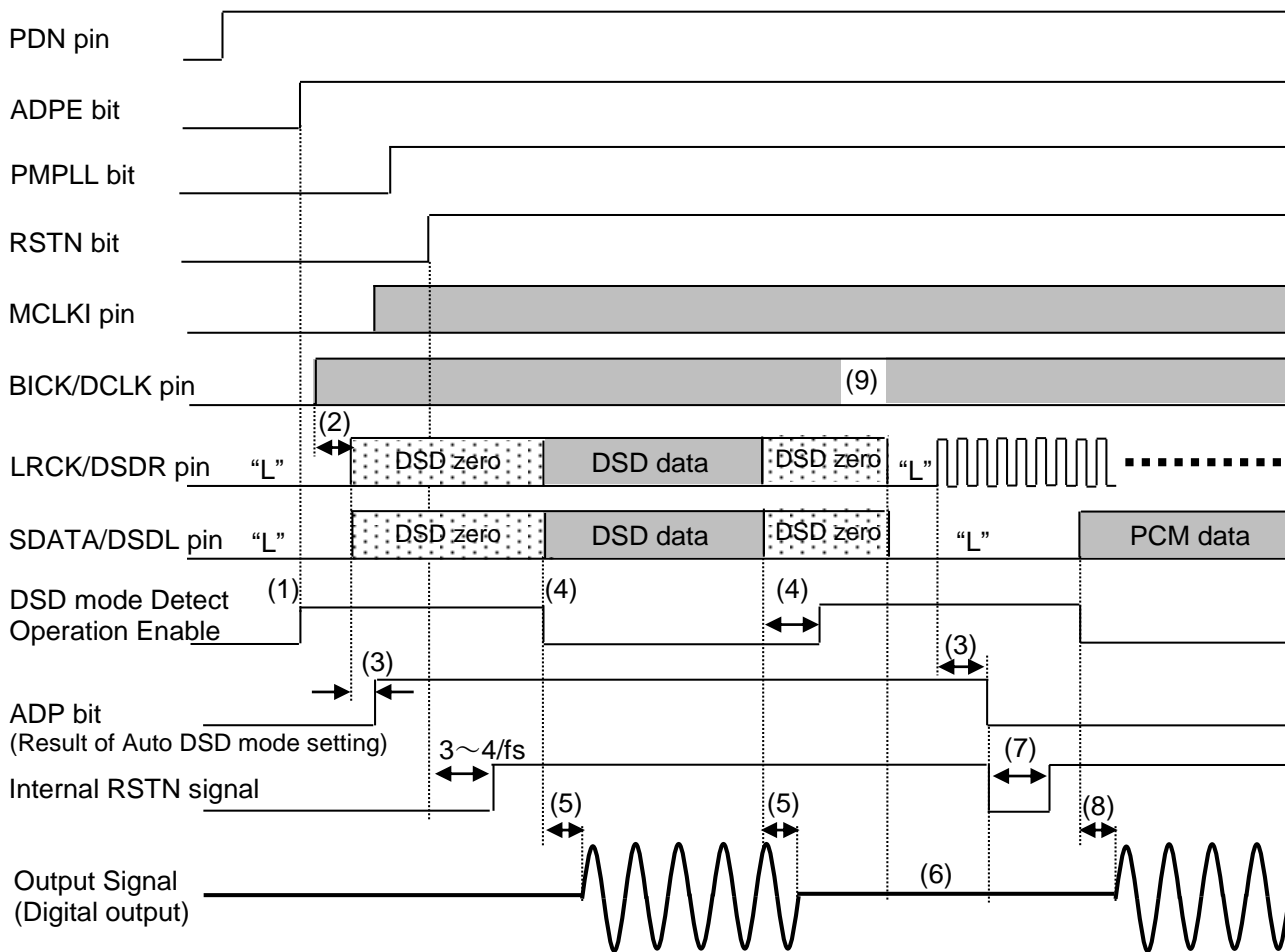 PDN pin
ADPE bit
PMPLL bit
RSTN bit
MCLKI pin
BICK/DCLK pin
(9)
(2)
LRCK/DSDR pin
“L”
DSD zero
DSD data
DSD zero
“L”
SDATA/DSDL pin
“L”
DSD zero
DSD data
DSD zero
“L”
PCM data
DSD mode Detect
Operation Enable
(1)
(4)
(4)
(3)
(3)
ADP bit
(Result of Auto DSD mode setting)
3～4/fs
(7)
Internal RSTN signal
(5)
(5)
(8)
Output Signal
(Digital output)
(6)